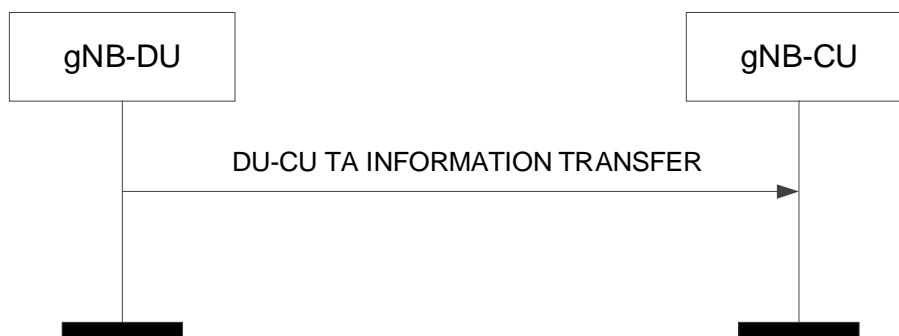 gNB-DU
gNB-CU
DU-CU TA INFORMATION TRANSFER